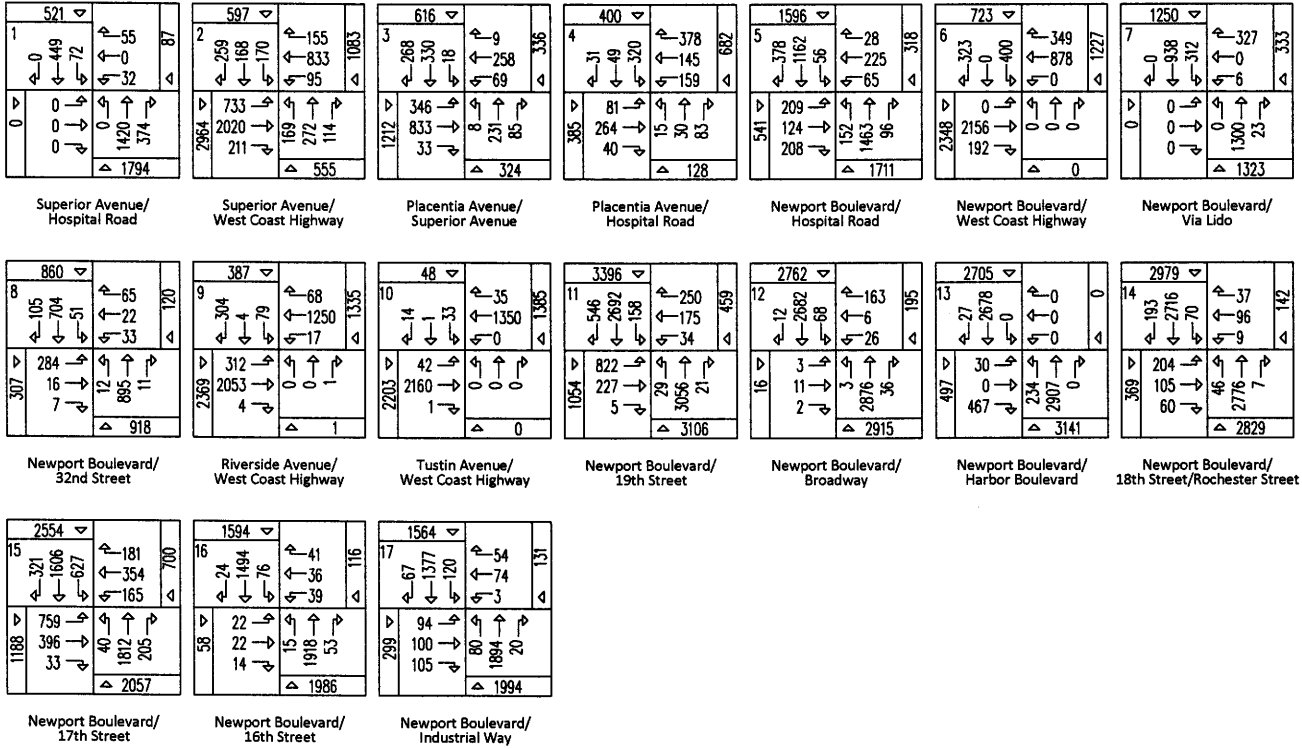 521
1
0 449 72
55
0
32
87
0
0
0
0
0 1420 374
1794
Superior Avenue/
Hospital Road
597
2
259 168 170
155
833
95
1083
2964
733
2020
211
169 272 114
555
Superior Avenue/
West Coast Highway
616
3
268 330 18
9
258
69
336
1212
346
833
33
8 231 85
324
Placentia Avenue/
Superior Avenue
400
4
31 49 320
378
145
159
682
385
81
264
40
15 30 83
128
Placentia Avenue/
Hospital Road
1596
5
378 1162 56
28
225
65
318
541
209
124
208
152 1463 96
1711
Newport Boulevard/
Hospital Road
723
6
323 0 400
349
878
0
1227
2348
0
2156
192
0 0 0
0
Newport Boulevard/
West Coast Highway
1250
7
0 938 312
327
0
6
333
0
0
0
0
0 1300 23
1323
Newport Boulevard/
Via Lido
860
8
105 704 51
65
22
33
120
307
284
16
7
12 895 11
918
Newport Boulevard/
32nd Street
387
9
304 4 79
68
1250
17
1335
2369
312
2053
4
0 0 1
1
Riverside Avenue/
West Coast Highway
48
10
14 1 33
35
1350
0
1385
2203
42
2160
1
0 0 0
0
Tustin Avenue/
West Coast Highway
3396
11
546 2692 158
250
175
34
459
1054
822
227
5
29 3056 21
3106
Newport Boulevard/
19th Street
2762
12
12 2682 68
163
6
26
195
16
3
11
2
3 2876 36
2915
Newport Boulevard/
Broadway
2705
13
27 2678 0
0
0
0
0
497
30
0
467
234 2907 0
3141
Newport Boulevard/
Harbor Boulevard
2979
14
193 2716 70
37
96
9
142
369
204
105
60
46 2776 7
2829
Newport Boulevard/
18th Street/Rochester Street
2554
15
321 1606 627
181
354
165
700
1188
759
396
33
40 1812 205
2057
Newport Boulevard/
17th Street
1594
16
24 1494 76
41
36
39
116
58
22
22
14
15 1918 53
1986
Newport Boulevard/
16th Street
1564
17
67 1377 120
54
74
3
131
299
94
100
105
80 1894 20
1994
Newport Boulevard/
Industrial Way